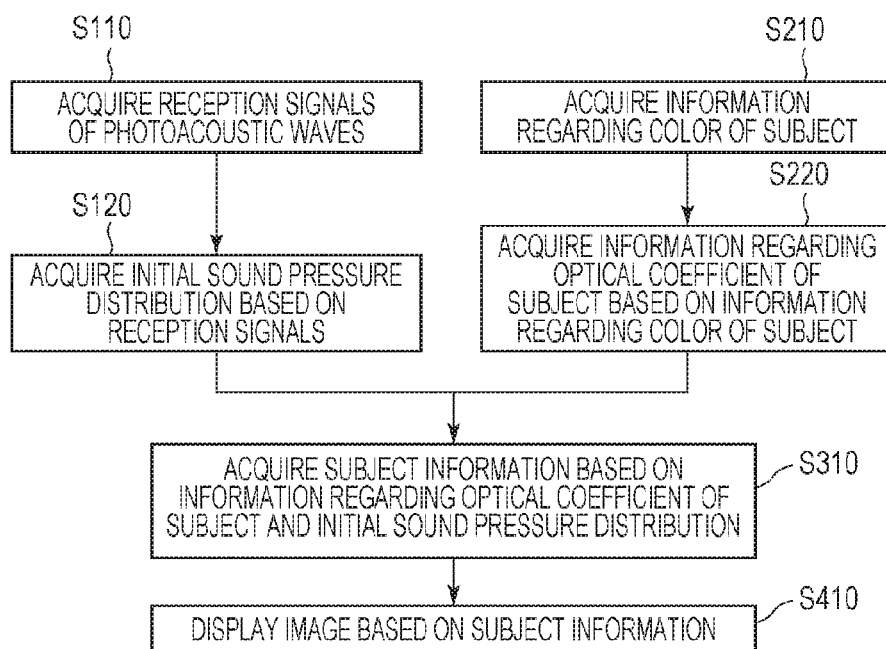 S110
ACQUIRE RECEPTION SIGNALS
OF PHOTOACOUSTIC WAVES
S210
ACQUIRE INFORMATION
REGARDING COLOR OF SUBJECT
S120
ACQUIRE INITIAL SOUND PRESSURE
DISTRIBUTION BASED ON
RECEPTION SIGNALS
S220
ACQUIRE INFORMATION REGARDING
OPTICAL COEFFICIENT OF
SUBJECT BASED ON INFORMATION
REGARDING COLOR OF SUBJECT
ACQUIRE SUBJECT INFORMATION BASED ON
INFORMATION REGARDING OPTICAL COEFFICIENT OF
SUBJECT AND INITIAL SOUND PRESSURE DISTRIBUTION
S310
DISPLAY IMAGE BASED ON SUBJECT INFORMATION
S410